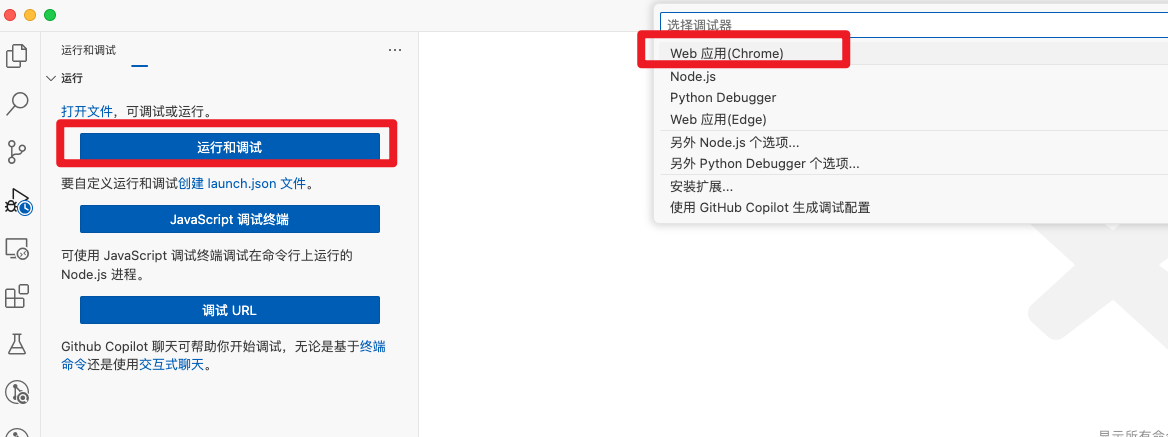 运行和调试
运行
打开文件，可调试或运行。
运行和调试
要自定义运行和调试创建 launch.json 文件。
JavaScript 调试终端
可使用 JavaScript 调试终端调试在命令行上运行的
Node.js 进程。
调试 URL
Github Copilot 聊天可帮助你开始调试，无论是基于终端
命令还是使用交互式聊天。
选择调试器
Web 应用(Chrome)
Node.js
Python Debugger
Web 应用(Edge)
另外 Node.js 个选项...
另外 Python Debugger 个选项...
安装扩展...
使用 GitHub Copilot 生成调试配置
显示所有命令